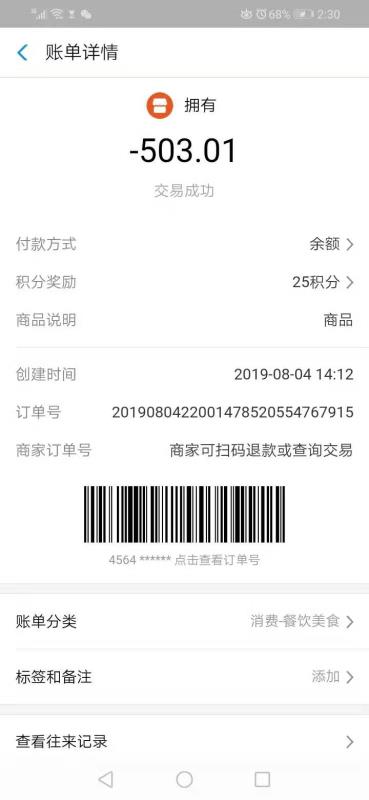 68% 2:30
账单详情
拥有
-503.01
交易成功
付款方式 余额
积分奖励 25积分
商品说明 商品
创建时间 2019-08-04 14:12
订单号 2019080422001478520554767915
商家订单号 商家可扫码退款或查询交易
4564 ****** 点击查看订单号
账单分类 消费-餐饮美食
标签和备注 添加
查看往来记录